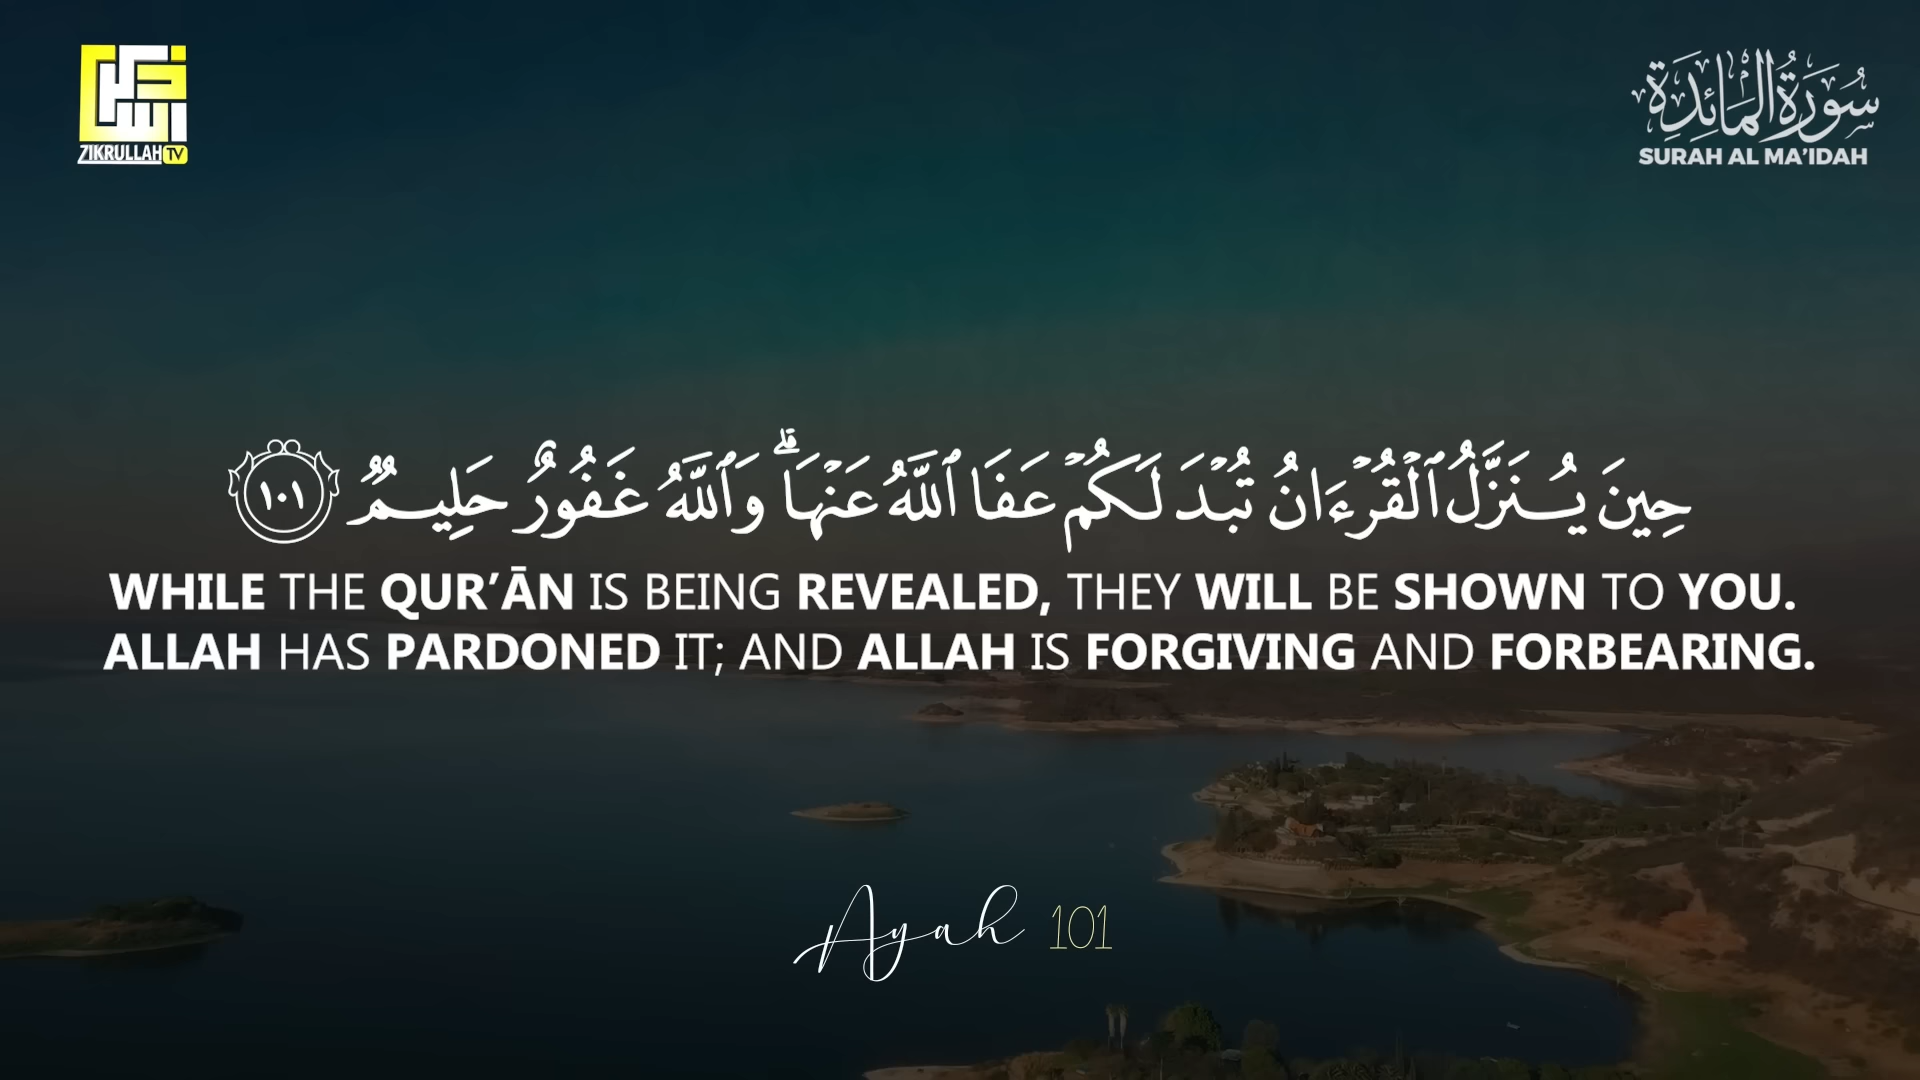 ذكر الله
ZIKRULLAH TV
سُورَةُ المَائِدَةِ
SURAH AL MA'IDAH
حِينَ يُنَزَّلُ ٱلْقُرْءَانُ تُبْدَ لَكُمْ عَفَا ٱللَّهُ عَنْهَا ۗ وَٱللَّهُ غَفُورٌ حَلِيمٌ ١٠١
WHILE THE QUR’ĀN IS BEING REVEALED, THEY WILL BE SHOWN TO YOU.
ALLAH HAS PARDONED IT; AND ALLAH IS FORGIVING AND FORBEARING.
Ayah 101